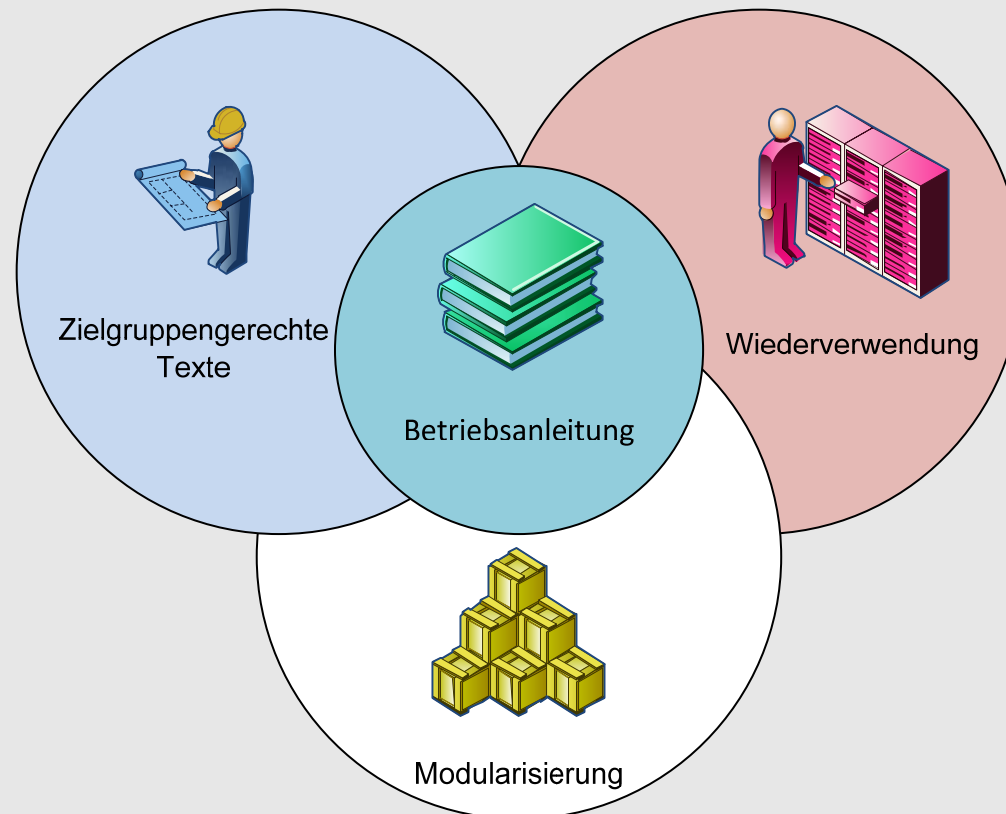 Zielgruppengerechte
Texte
Wiederverwendung
Betriebsanleitung
Modularisierung